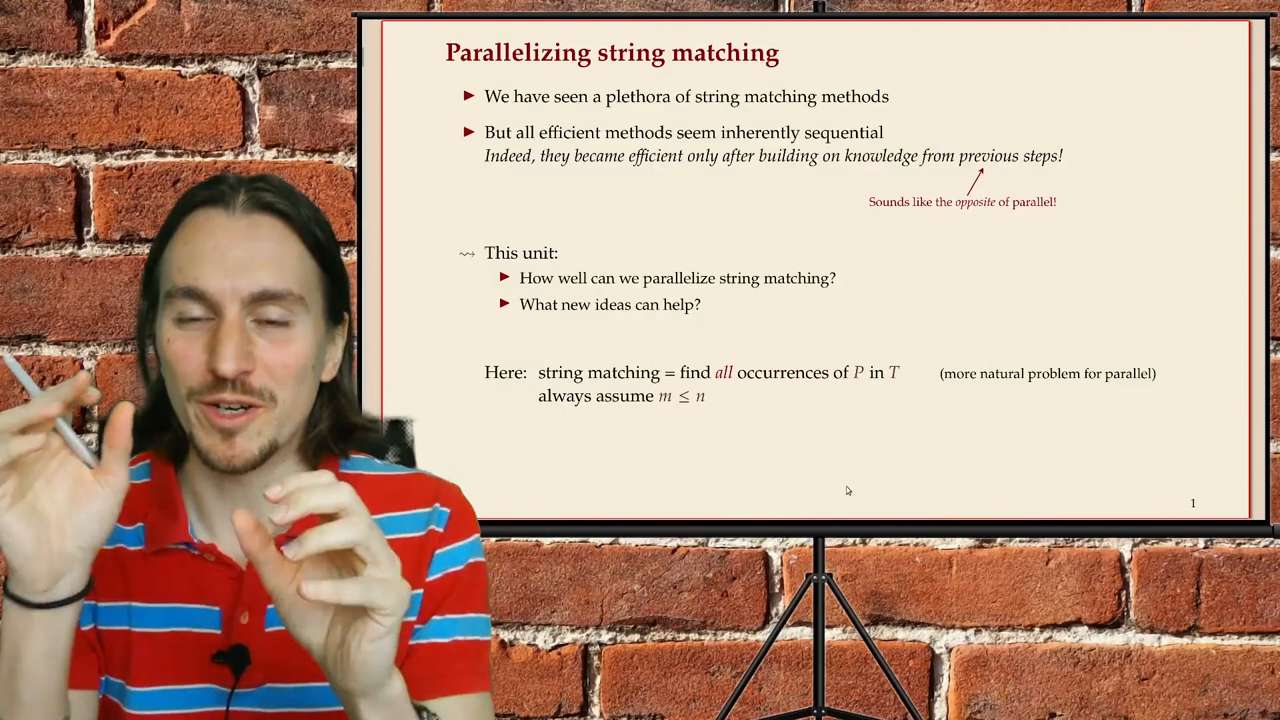 Parallelizing string matching
► We have seen a plethora of string matching methods
► But all efficient methods seem inherently sequential
Indeed, they became efficient only after building on knowledge from previous steps!
Sounds like the opposite of parallel!
⇝ This unit:
► How well can we parallelize string matching?
► What new ideas can help?
Here: string matching = find all occurrences of P in T (more natural problem for parallel)
always assume m ≤ n
1